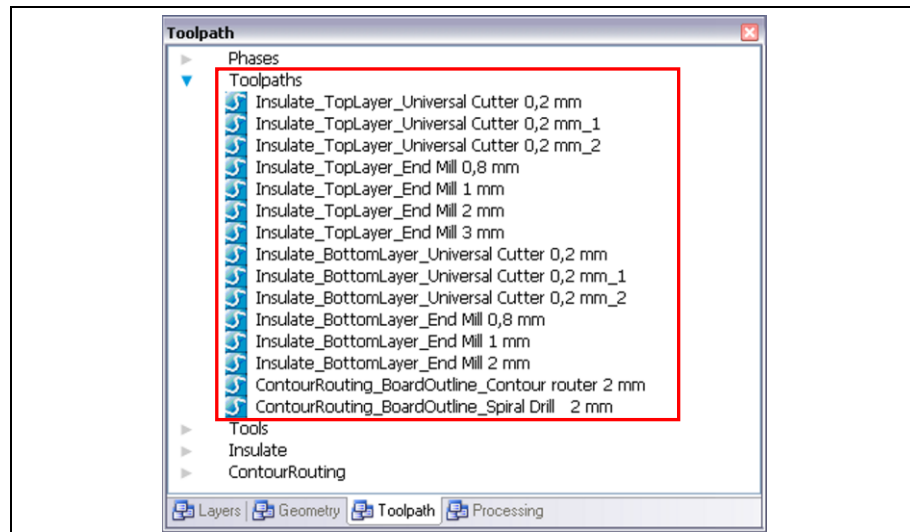 Toolpath
Phases
Toolpaths
Insulate_TopLayer_Universal Cutter 0,2 mm
Insulate_TopLayer_Universal Cutter 0,2 mm_1
Insulate_TopLayer_Universal Cutter 0,2 mm_2
Insulate_TopLayer_End Mill 0,8 mm
Insulate_TopLayer_End Mill 1 mm
Insulate_TopLayer_End Mill 2 mm
Insulate_TopLayer_End Mill 3 mm
Insulate_BottomLayer_Universal Cutter 0,2 mm
Insulate_BottomLayer_Universal Cutter 0,2 mm_1
Insulate_BottomLayer_Universal Cutter 0,2 mm_2
Insulate_BottomLayer_End Mill 0,8 mm
Insulate_BottomLayer_End Mill 1 mm
Insulate_BottomLayer_End Mill 2 mm
ContourRouting_BoardOutline_Contour router 2 mm
ContourRouting_BoardOutline_Spiral Drill   2 mm
Tools
Insulate
ContourRouting
Layers Geometry Toolpath Processing